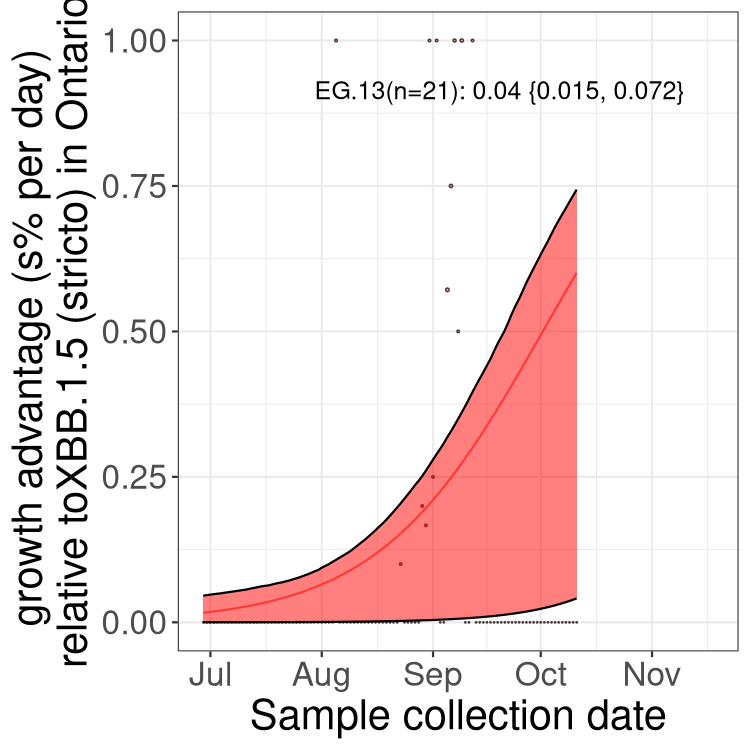 growth advantage (s% per day)
relative toXBB.1.5 (stricto) in Ontario
1.00
0.75
0.50
0.25
0.00
EG.13(n=21): 0.04 {0.015, 0.072}
Jul Aug Sep Oct Nov
Sample collection date